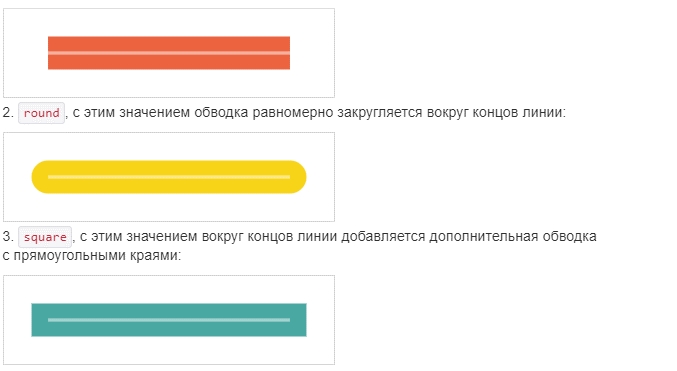 2. round, с этим значением обводка равномерно закругляется вокруг концов линии:
3. square, с этим значением вокруг концов линии добавляется дополнительная обводка
с прямоугольными краями: